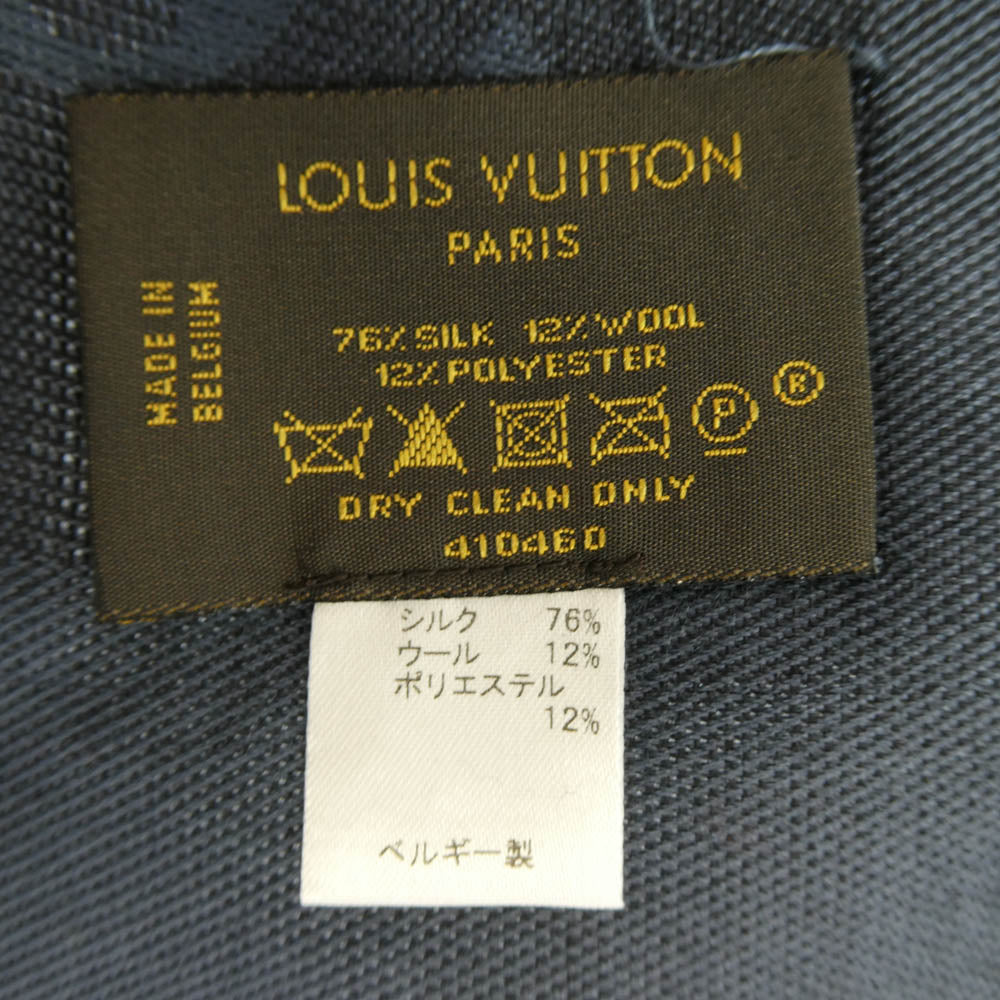 LOUIS VUITTON
PARIS
MADE IN
BELGIUM
76% SILK 12% WOOL
12% POLYESTER
P
®
DRY CLEAN ONLY
410460
シルク 76%
ウール 12%
ポリエステル
12%
ベルギー製